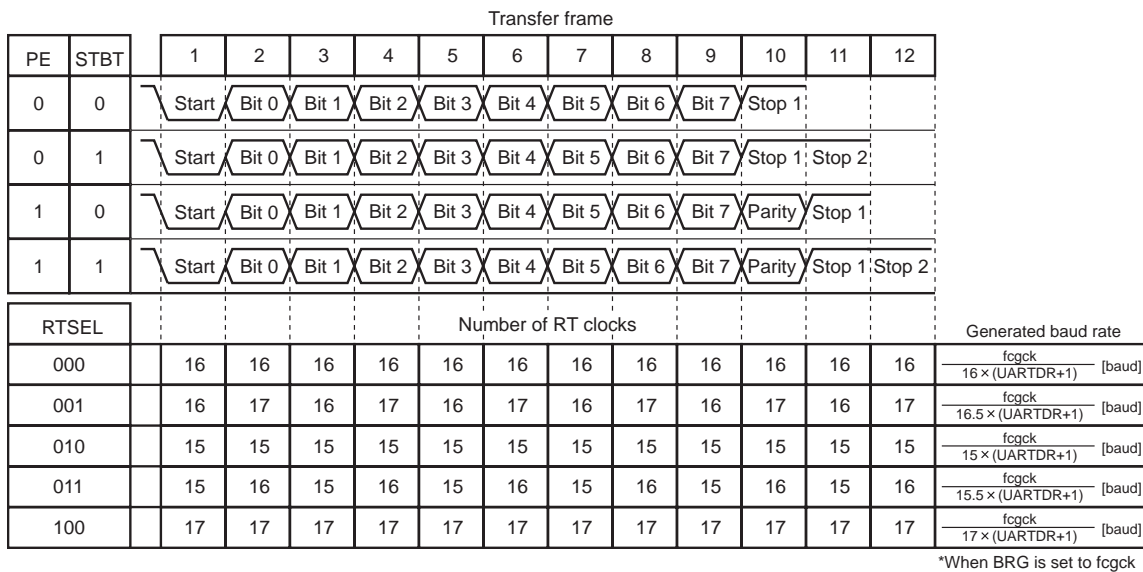 Transfer frame
PE STBT 1 2 3 4 5 6 7 8 9 10 11 12
0 0 Start Bit 0 Bit 1 Bit 2 Bit 3 Bit 4 Bit 5 Bit 6 Bit 7 Stop 1
0 1 Start Bit 0 Bit 1 Bit 2 Bit 3 Bit 4 Bit 5 Bit 6 Bit 7 Stop 1 Stop 2
1 0 Start Bit 0 Bit 1 Bit 2 Bit 3 Bit 4 Bit 5 Bit 6 Bit 7 Parity Stop 1
1 1 Start Bit 0 Bit 1 Bit 2 Bit 3 Bit 4 Bit 5 Bit 6 Bit 7 Parity Stop 1 Stop 2
RTSEL Number of RT clocks Generated baud rate
000 16 16 16 16 16 16 16 16 16 16 16 16 fcgck
16 × (UARTDR+1) [baud]
001 16 17 16 17 16 17 16 17 16 17 16 17 fcgck
16.5 × (UARTDR+1) [baud]
010 15 15 15 15 15 15 15 15 15 15 15 15 fcgck
15 × (UARTDR+1) [baud]
011 15 16 15 16 15 16 15 16 15 16 15 16 fcgck
15.5 × (UARTDR+1) [baud]
100 17 17 17 17 17 17 17 17 17 17 17 17 fcgck
17 × (UARTDR+1) [baud]
*When BRG is set to fcgck